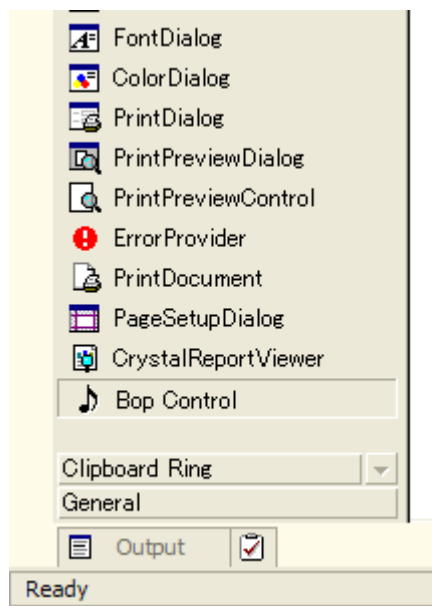 FontDialog
ColorDialog
PrintDialog
PrintPreviewDialog
PrintPreviewControl
ErrorProvider
PrintDocument
PageSetupDialog
CrystalReportViewer
Bop Control
Clipboard Ring
General
Output
Ready